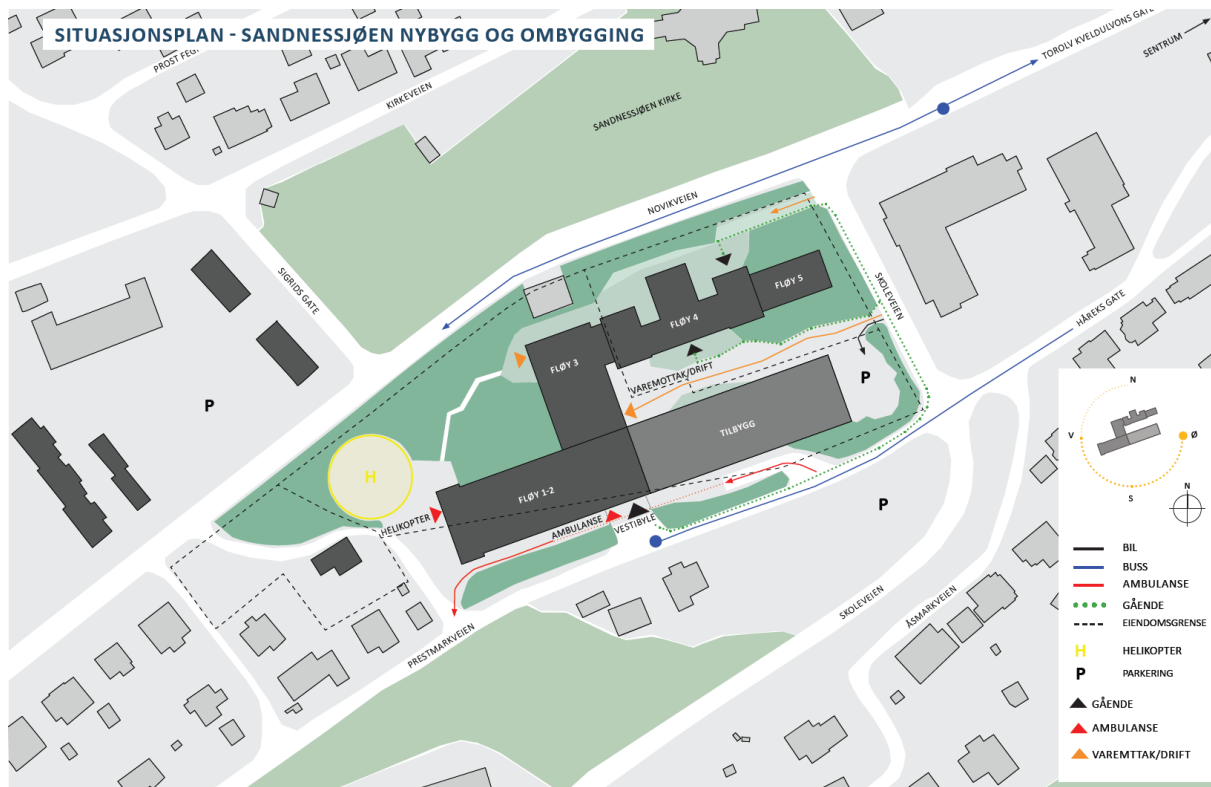 SITUASJONSPLAN - SANDNESSJØEN NYBYGG OG OMBYGGING
PROST FEGT
KIRKEVEIEN
SANDNESSJØEN KIRKE
TOROLV KVELDULVONS GATE
SENTRUM
NOVIKVEIEN
SIGRIDS GATE
SKOLEVEIEN
HÅREKS GATE
FLØY 5
FLØY 4
FLØY 3
VAREMOTTAK/DRIFT
P
P
TILBYGG
H
FLØY 1-2
HELIKOPTER
AMBULANSE
VESTIBYLE
P
PRESTMARKVEIEN
SKOLEVEIEN
ÅSMARKVEIEN
N
V
Ø
S
N
BIL
BUSS
AMBULANSE
GÅENDE
EIENDOMSGRENSE
H HELIKOPTER
P PARKERING
GÅENDE
AMBULANSE
VAREMTTAK/DRIFT